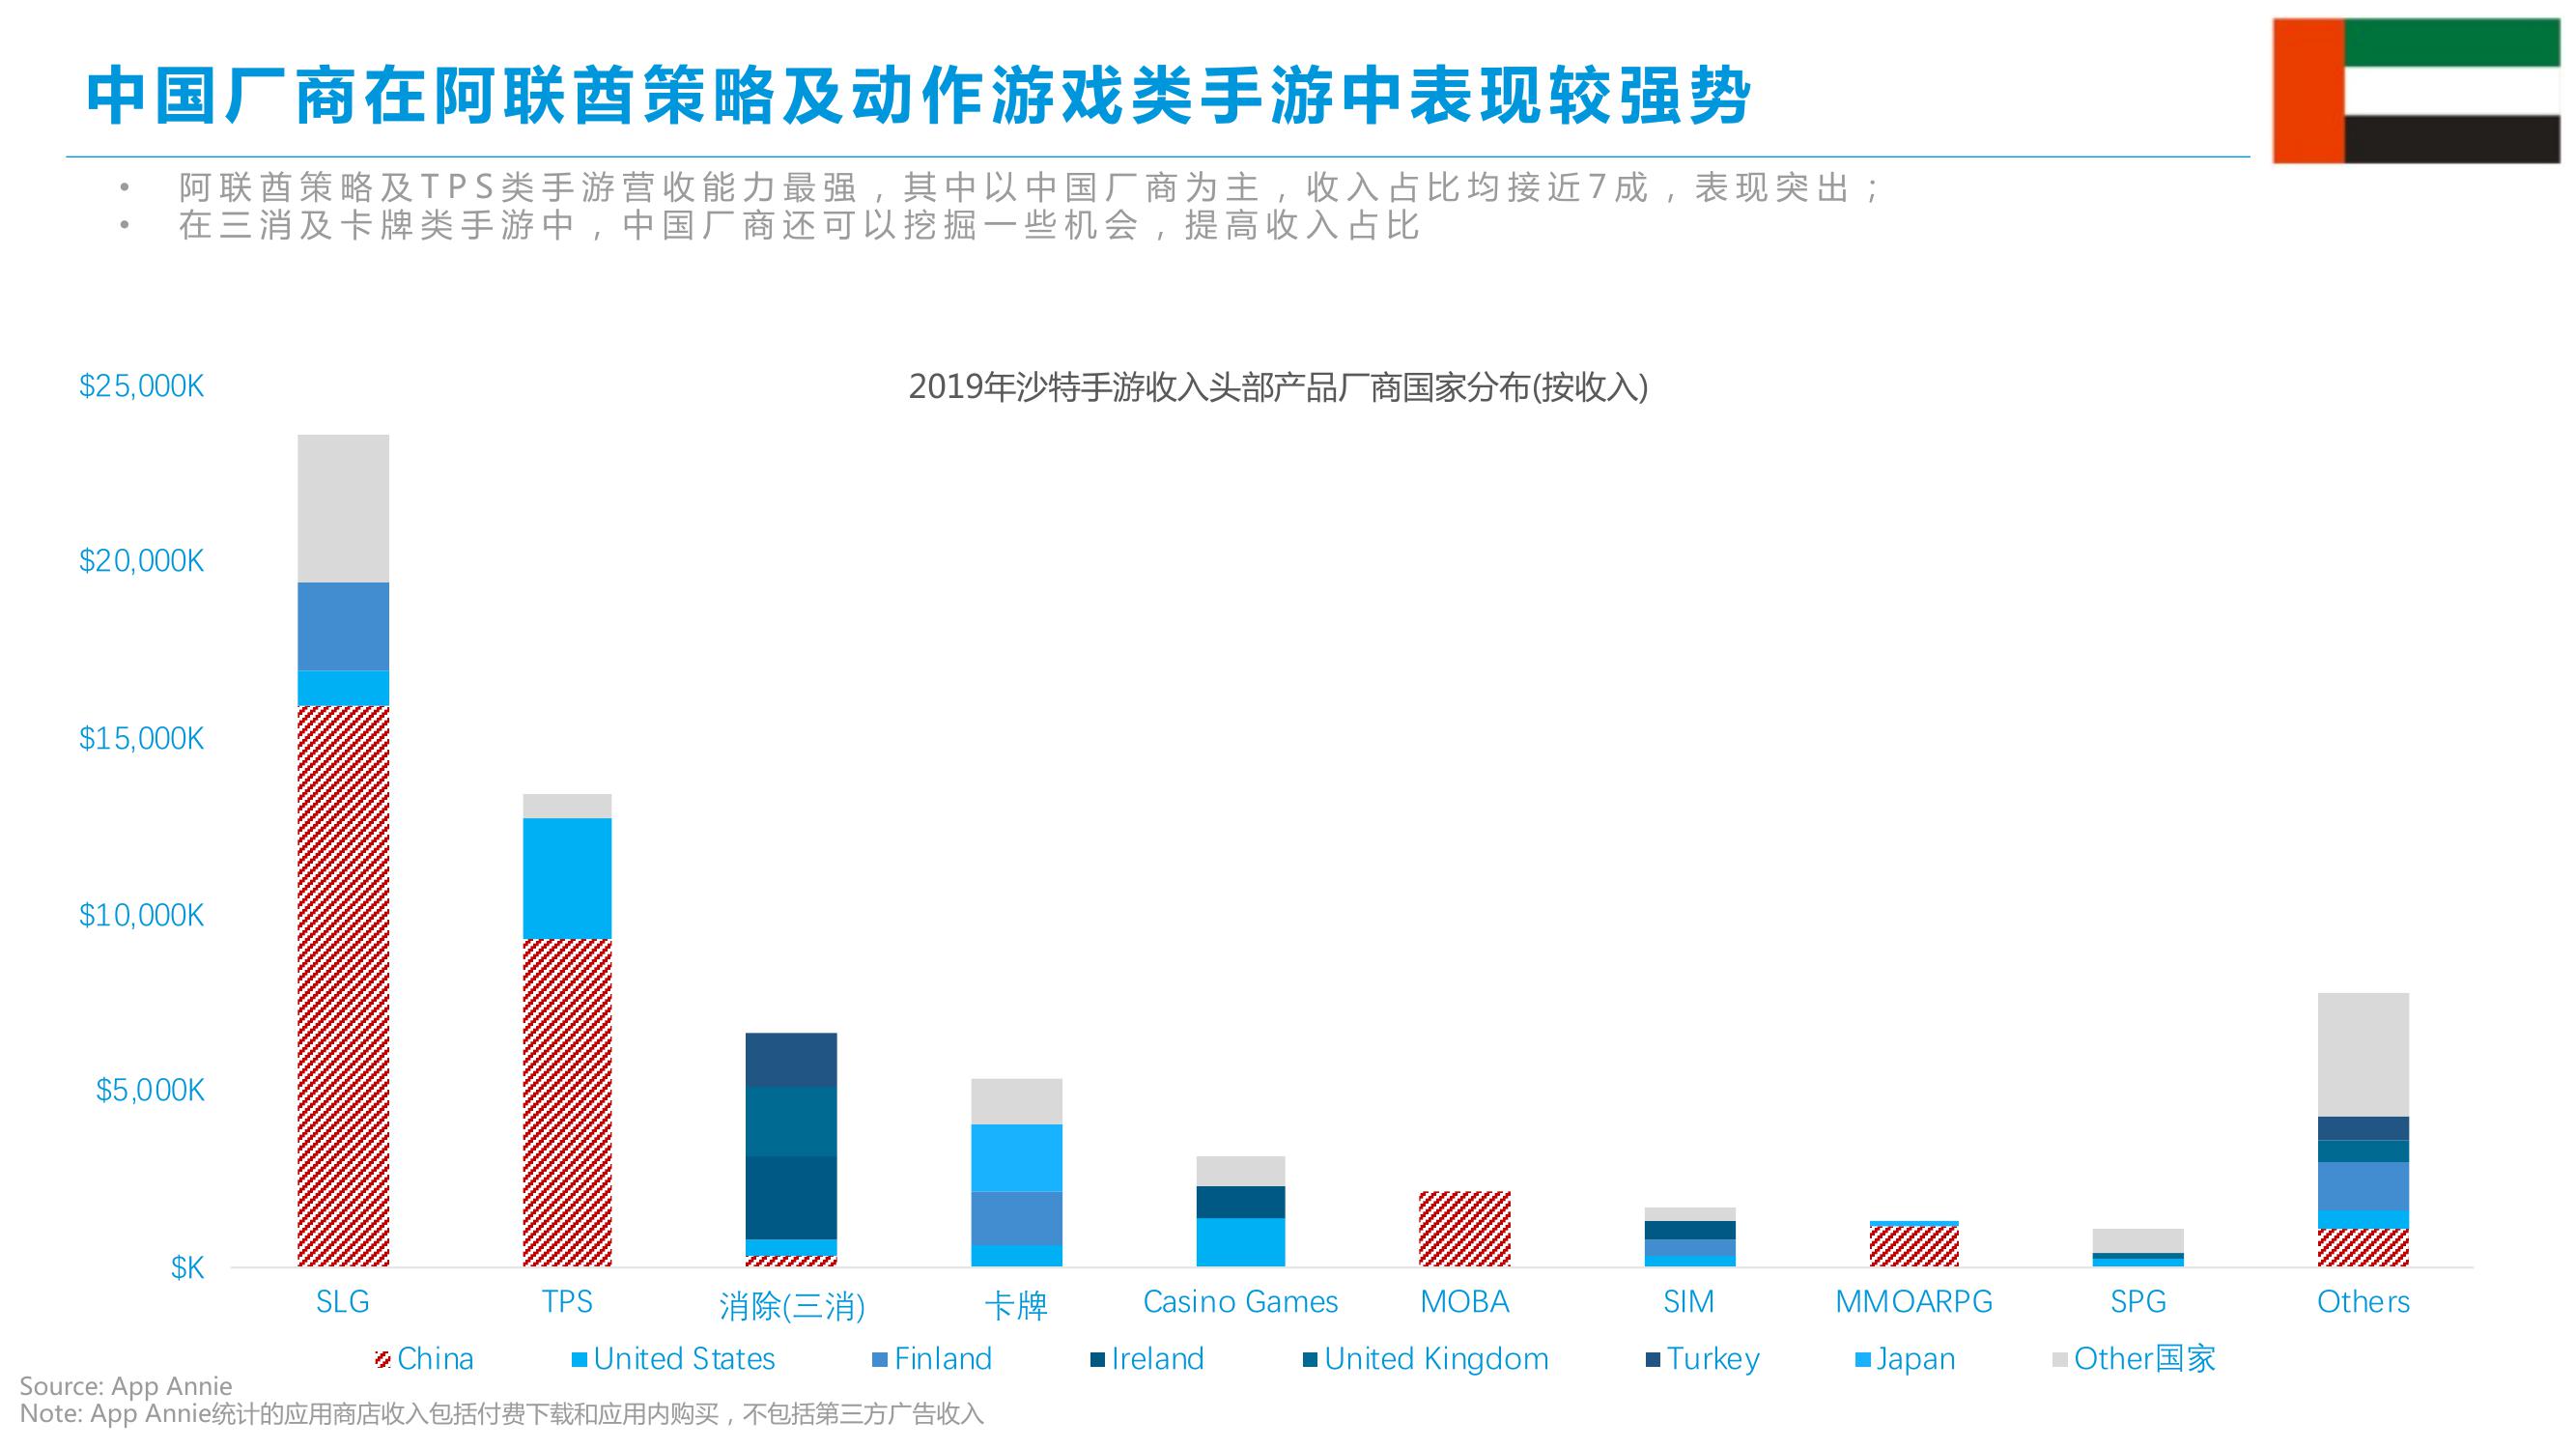 中国厂商在阿联酋策略及动作游戏类手游中表现较强势
• 阿联酋策略及TPS类手游营收能力最强，其中以中国厂商为主，收入占比均接近7成，表现突出；
• 在三消及卡牌类手游中，中国厂商还可以挖掘一些机会，提高收入占比
2019年沙特手游收入头部产品厂商国家分布(按收入)
$25,000K
$20,000K
$15,000K
$10,000K
$5,000K
$K
SLG TPS 消除(三消) 卡牌 Casino Games MOBA SIM MMOARPG SPG Others
China United States Finland Ireland United Kingdom Turkey Japan Other国家
Source: App Annie
Note: App Annie统计的应用商店收入包括付费下载和应用内购买，不包括第三方广告收入